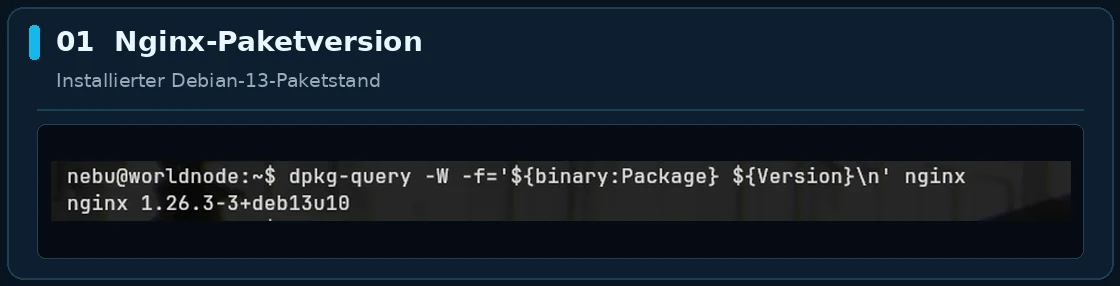 01 Nginx-Paketversion
Installierter Debian-13-Paketstand
nebu@worldnode:~$ dpkg-query -W -f='${binary:Package} ${Version}\n' nginx
nginx 1.26.3-3+deb13u10